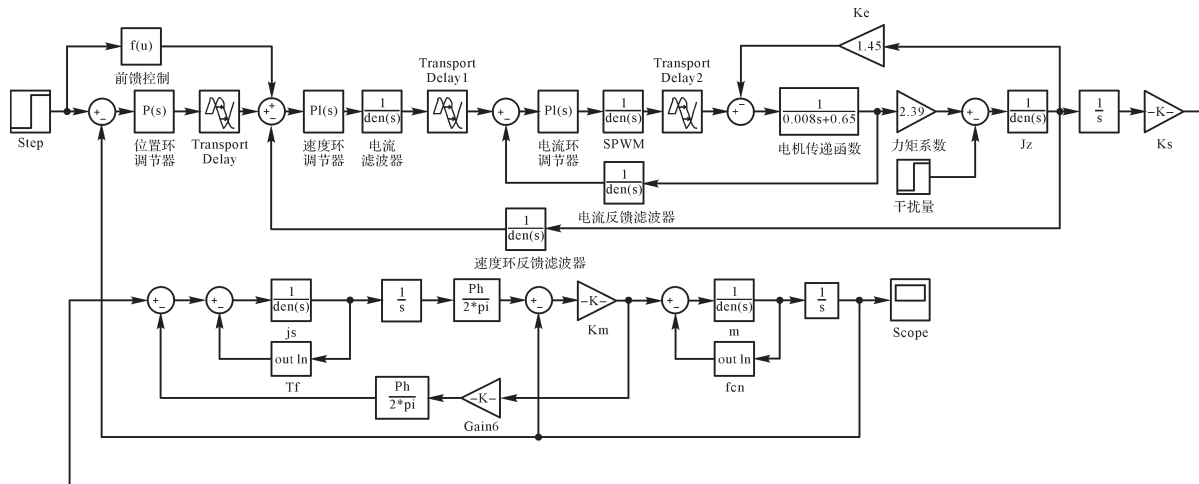 Ke
1.45
f(u)
前馈控制
Transport
Delay1
Transport
Delay2
Step
+
-
P(s)
位置环
调节器
Transport
Delay
+
+
-
PI(s)
速度环
调节器
1
den(s)
电流
滤波器
+
-
PI(s)
电流环
调节器
1
den(s)
SPWM
-
1
0.008s+0.65
电机传递函数
2.39
力矩系数
+
-
1
den(s)
Jz
1
s
-K-
Ks
干扰量
1
den(s)
电流反馈滤波器
1
den(s)
速度环反馈滤波器
+
-
+
-
1
den(s)
js
1
s
Ph
2*pi
+
-
-K-
Km
+
-
1
den(s)
m
1
s
Scope
out In
Tf
out In
fcn
Ph
2*pi
-K-
Gain6